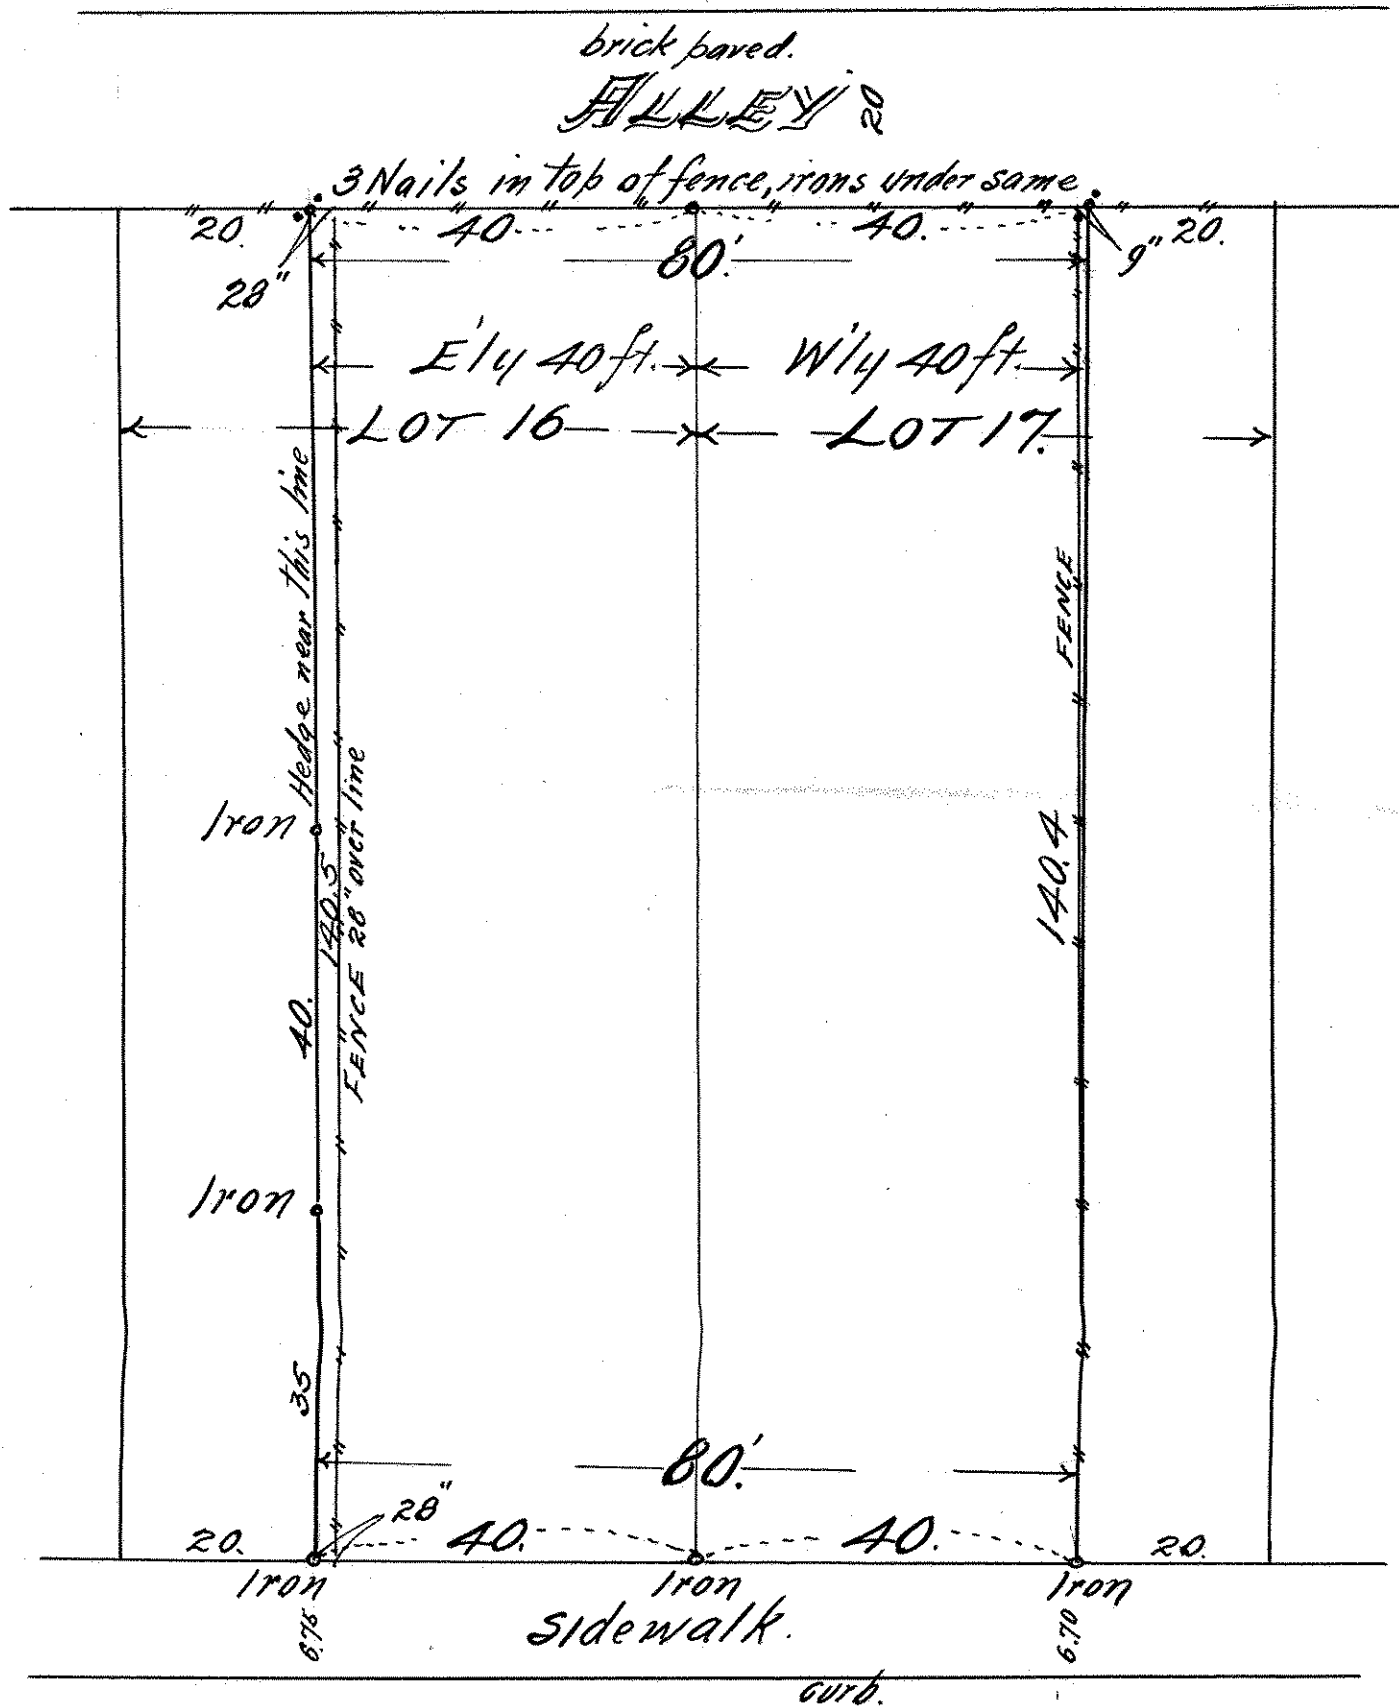 brick paved.
ALLEY 20
3 Nails in top of fence, irons under same
20. 40 40. 20.
28" 80'. 9"
E'ly 40 ft. W'ly 40 ft.
LOT 16 LOT 17.
Hedge near this line
FENCE
Iron
140.5
FENCE 28" over line
140.4
40.
Iron
35
80'.
28"
20. 40. 40. 20.
Iron Iron Iron
6.75 Sidewalk. 6.70
curb.